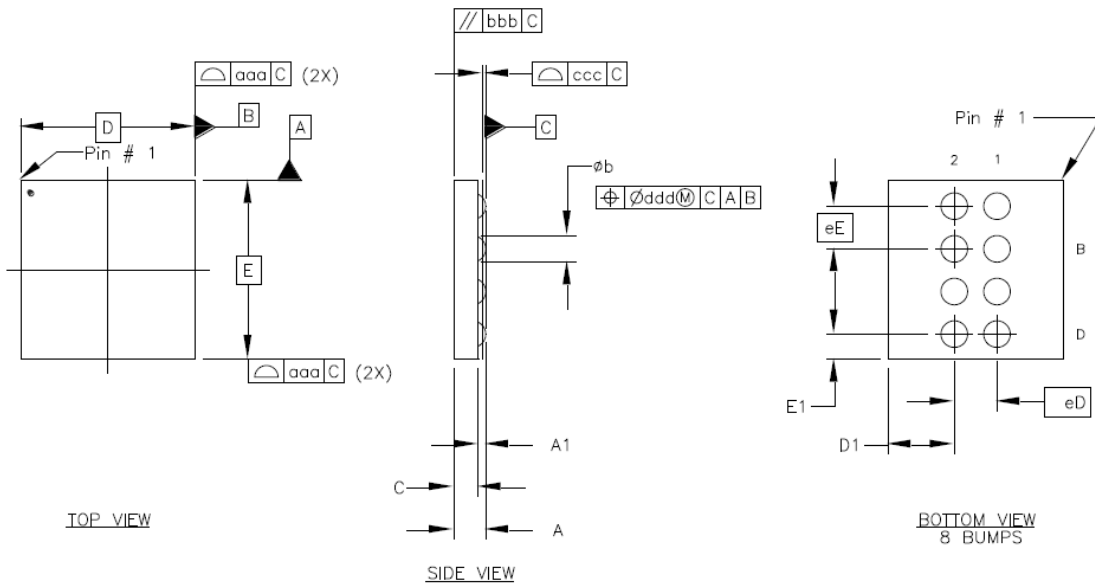 // bbb C
aaa C (2X)
ccc C
D
B
A
C
Pin # 1
Pin # 1
øb
2 1
Ødddⓜ C A B
eE
B
E
D
aaa C (2X)
E1
eD
D1
A1
C
A
TOP VIEW
BOTTOM VIEW
8 BUMPS
SIDE VIEW